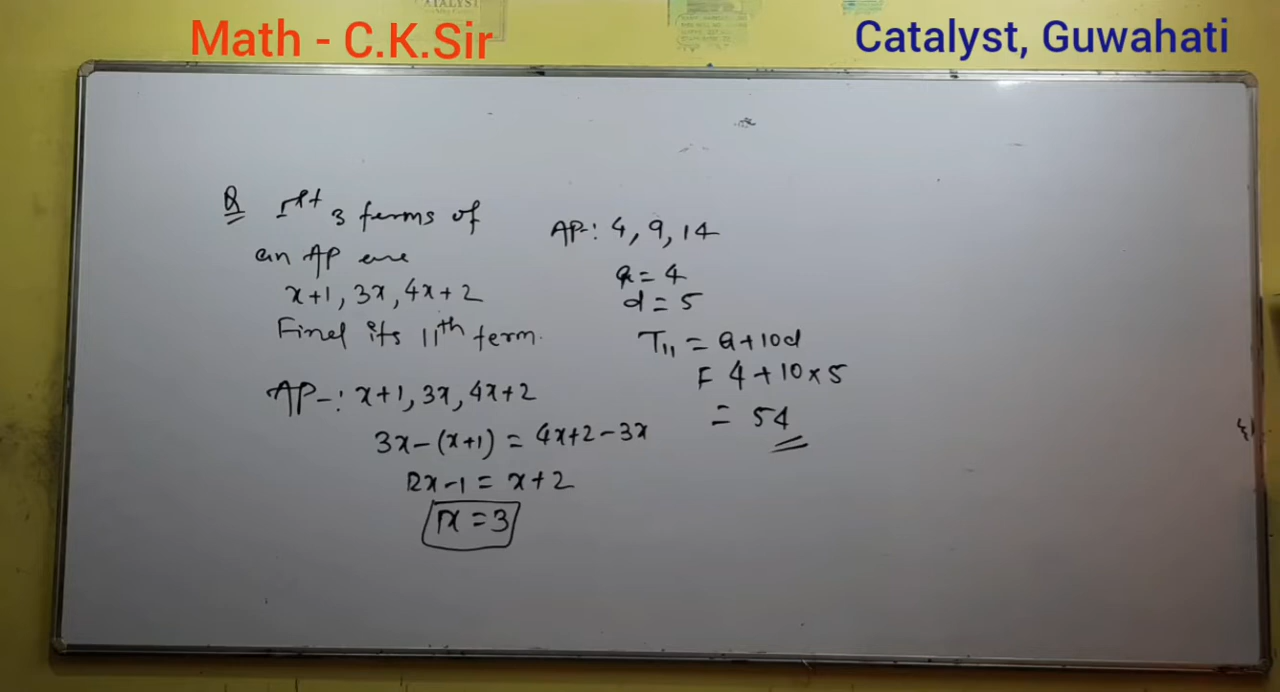 Math - C.K.Sir
Catalyst, Guwahati
Q 1st 3 terms of
an AP are
x+1, 3x, 4x+2
Find its 11th term.
AP-: x+1, 3x, 4x+2
3x-(x+1) = 4x+2-3x
2x-1 = x+2
x = 3
AP-: 4, 9, 14
a = 4
d = 5
T11 = a+10d
= 4+10×5
= 54